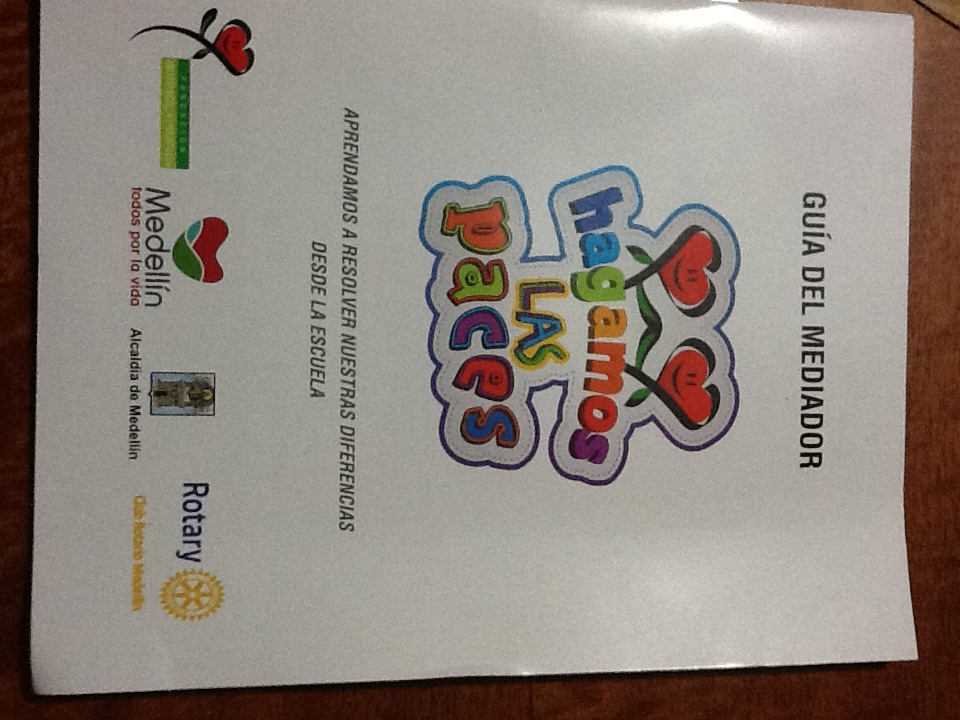 GUÍA DEL MEDIADOR
hagamos
LAS
paces
APRENDAMOS A RESOLVER NUESTRAS DIFERENCIAS
DESDE LA ESCUELA
FUNDACIÓN
Medellín
todos por la vida
Alcaldía de Medellín
Rotary
Club Rotario Medellín